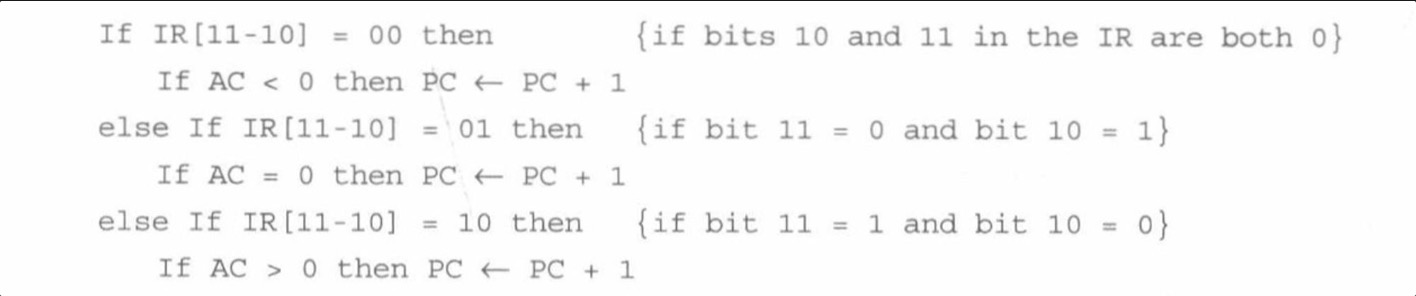 If IR[11-10] = 00 then {if bits 10 and 11 in the IR are both 0}
If AC < 0 then PC ← PC + 1
else If IR[11-10] = 01 then {if bit 11 = 0 and bit 10 = 1}
If AC = 0 then PC ← PC + 1
else If IR[11-10] = 10 then {if bit 11 = 1 and bit 10 = 0}
If AC > 0 then PC ← PC + 1